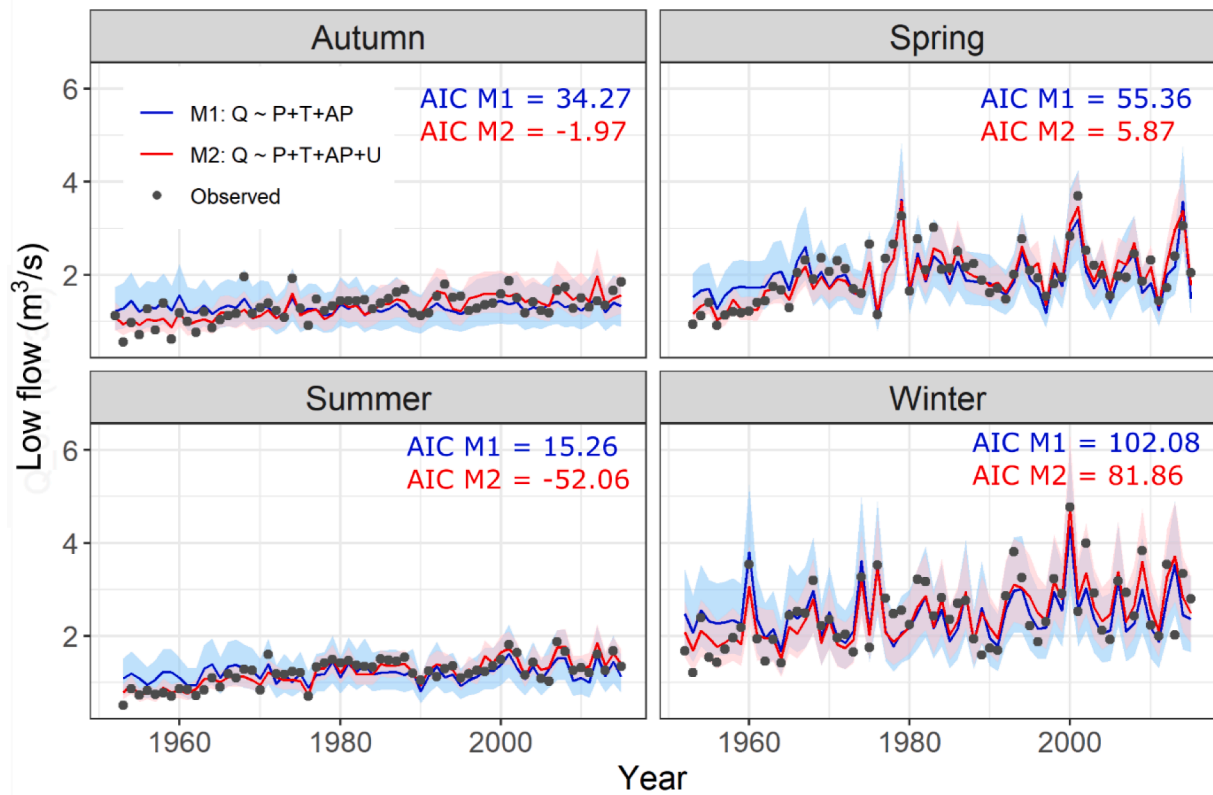 Autumn
Spring
6
4
2
M1: Q ~ P+T+AP
M2: Q ~ P+T+AP+U
Observed
AIC M1 = 34.27
AIC M2 = -1.97
AIC M1 = 55.36
AIC M2 = 5.87
Summer
Winter
6
4
2
AIC M1 = 15.26
AIC M2 = -52.06
AIC M1 = 102.08
AIC M2 = 81.86
Low flow (m³/s)
1960 1980 2000
1960 1980 2000
Year